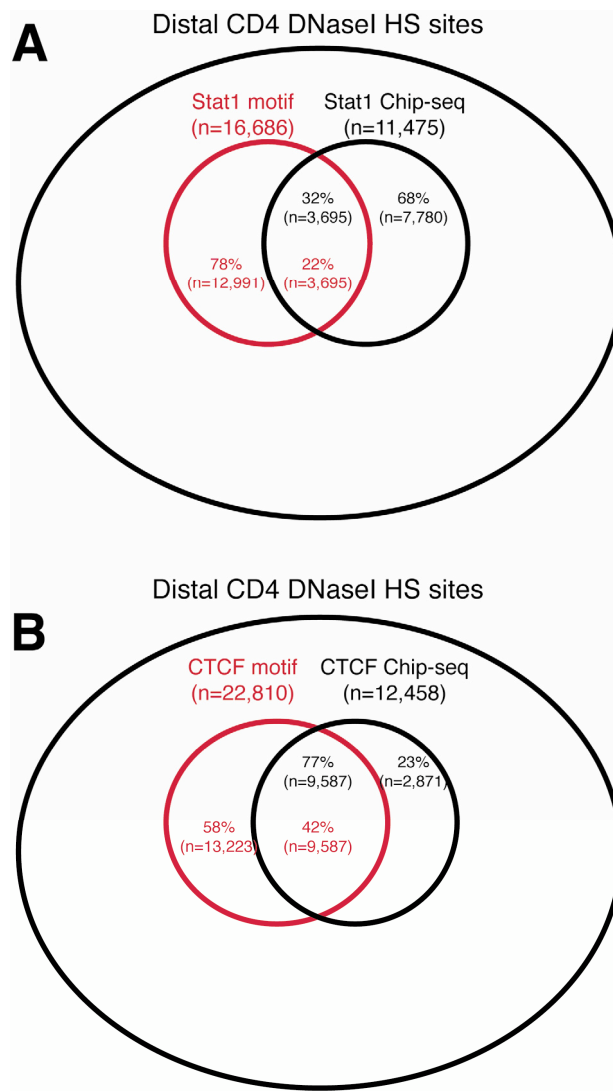 A
Distal CD4 DNaseI HS sites
Stat1 motif
(n=16,686)
Stat1 Chip-seq
(n=11,475)
32%
(n=3,695)
68%
(n=7,780)
78%
(n=12,991)
22%
(n=3,695)
B
Distal CD4 DNaseI HS sites
CTCF motif
(n=22,810)
CTCF Chip-seq
(n=12,458)
77%
(n=9,587)
23%
(n=2,871)
58%
(n=13,223)
42%
(n=9,587)